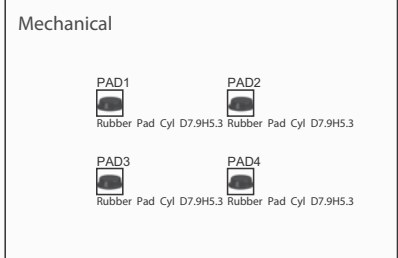 Mechanical
PAD1 PAD2
Rubber Pad Cyl D7.9H5.3 Rubber Pad Cyl D7.9H5.3
PAD3 PAD4
Rubber Pad Cyl D7.9H5.3 Rubber Pad Cyl D7.9H5.3